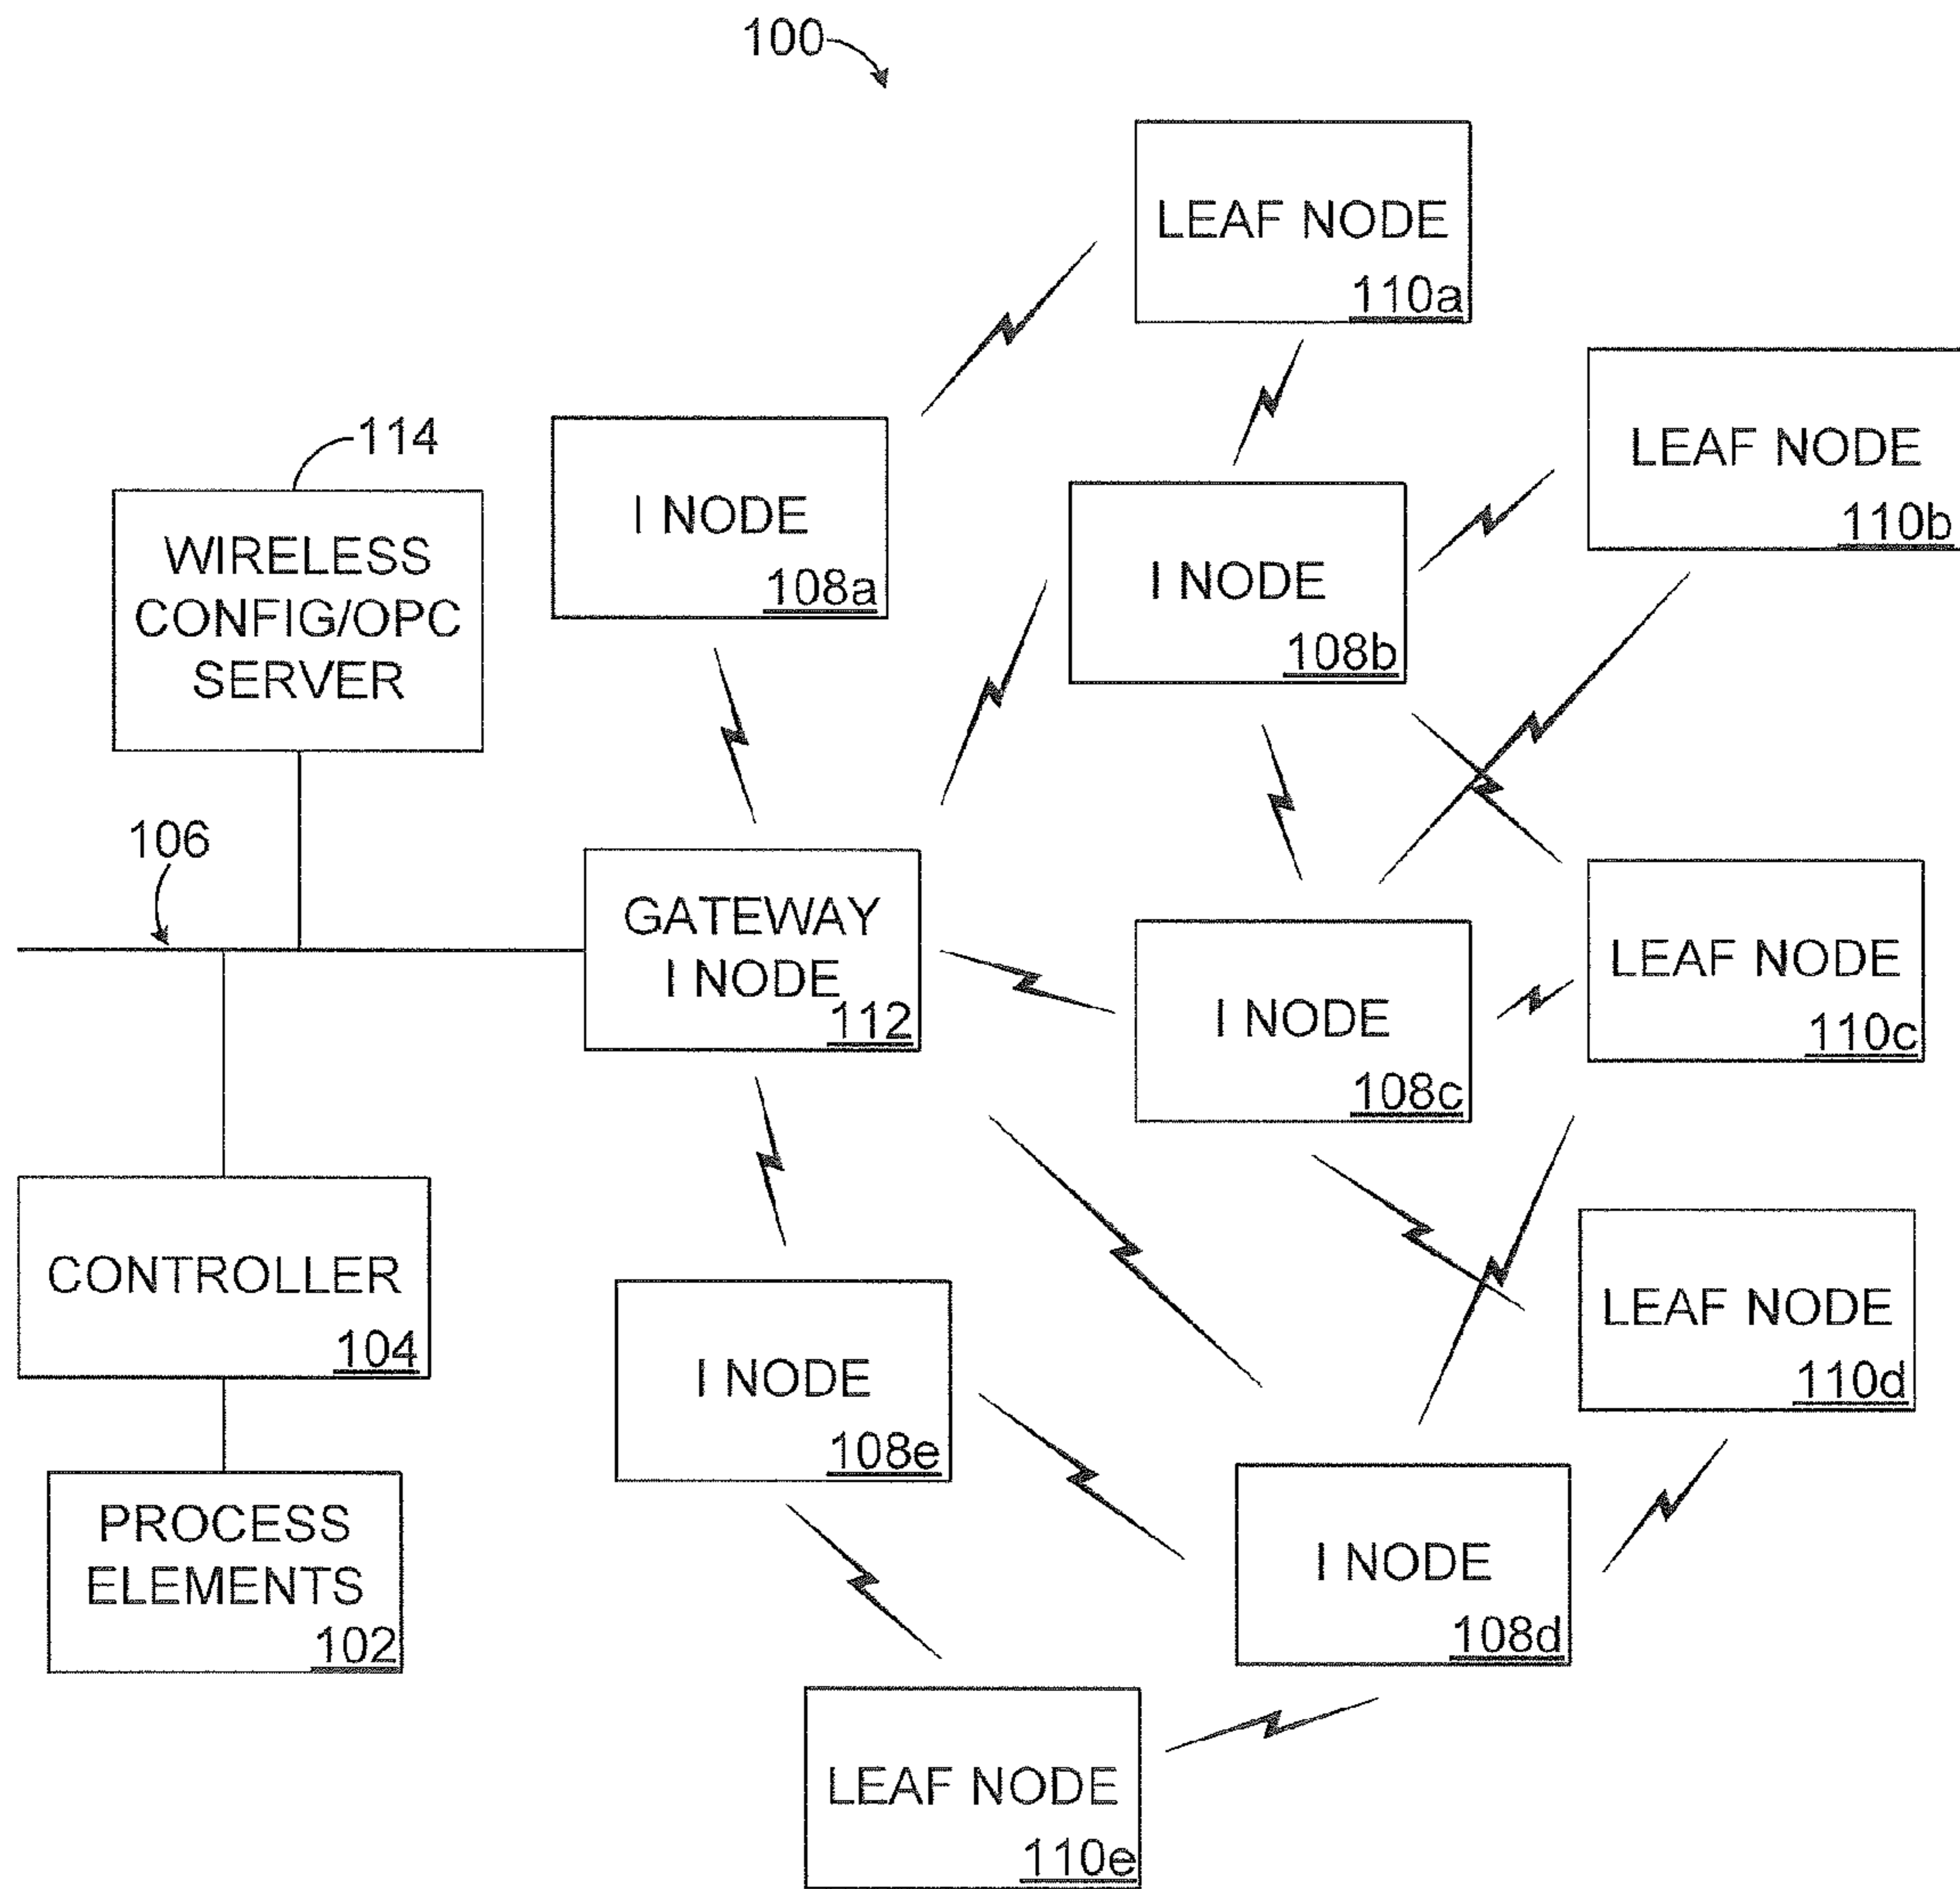 100
LEAF NODE
110a
LEAF NODE
110b
I NODE
108a
114
WIRELESS
CONFIG/OPC
SERVER
I NODE
108b
106
GATEWAY
I NODE
112
LEAF NODE
110c
I NODE
108c
CONTROLLER
104
LEAF NODE
110d
I NODE
108e
PROCESS
ELEMENTS
102
I NODE
108d
LEAF NODE
110e